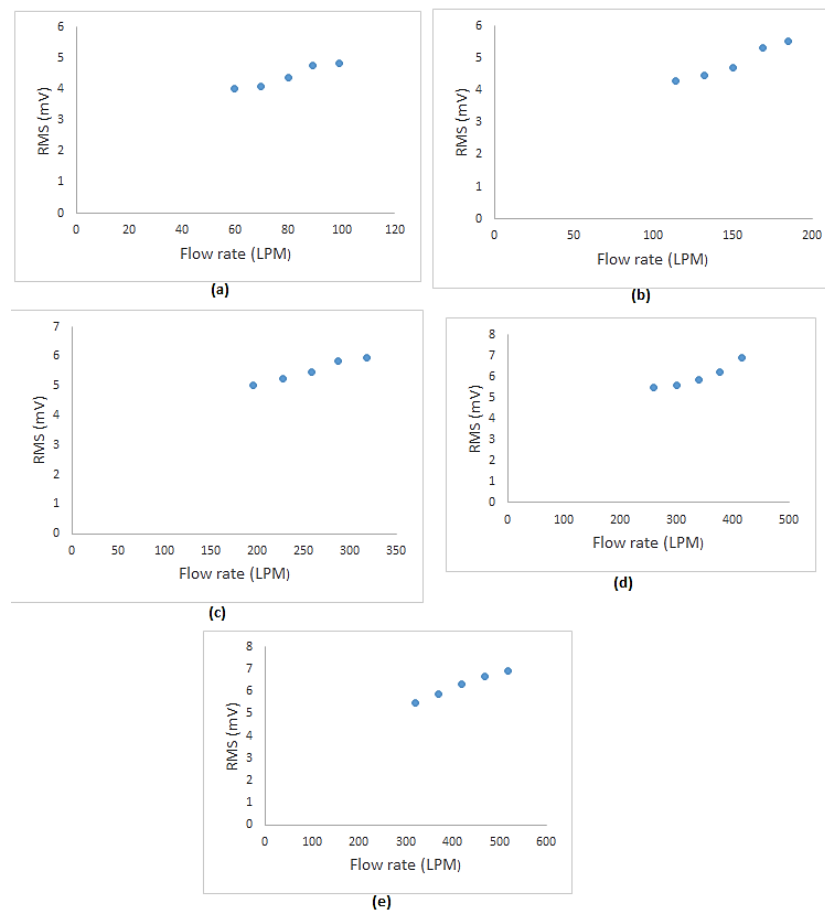 6
5
4
3
2
1
0
RMS (mV)
0 20 40 60 80 100 120
Flow rate (LPM)
(a)
6
5
4
3
2
1
0
RMS (mV)
0 50 100 150 200
Flow rate (LPM)
(b)
7
6
5
4
3
2
1
0
RMS (mV)
0 50 100 150 200 250 300 350
Flow rate (LPM)
(c)
8
7
6
5
4
3
2
1
0
RMS (mV)
0 100 200 300 400 500
Flow rate (LPM)
(d)
8
7
6
5
4
3
2
1
0
RMS (mV)
0 100 200 300 400 500 600
Flow rate (LPM)
(e)